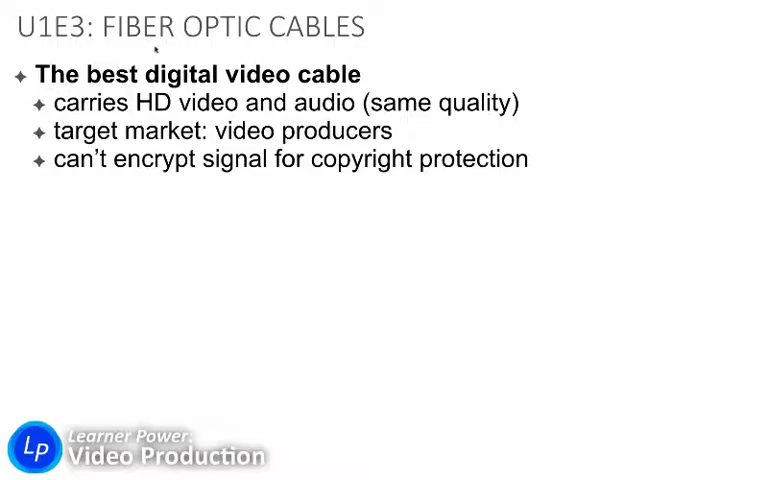 U1E3: FIBER OPTIC CABLES
The best digital video cable
carries HD video and audio (same quality)
target market: video producers
can't encrypt signal for copyright protection
Lp
Learner Power:
Video Production